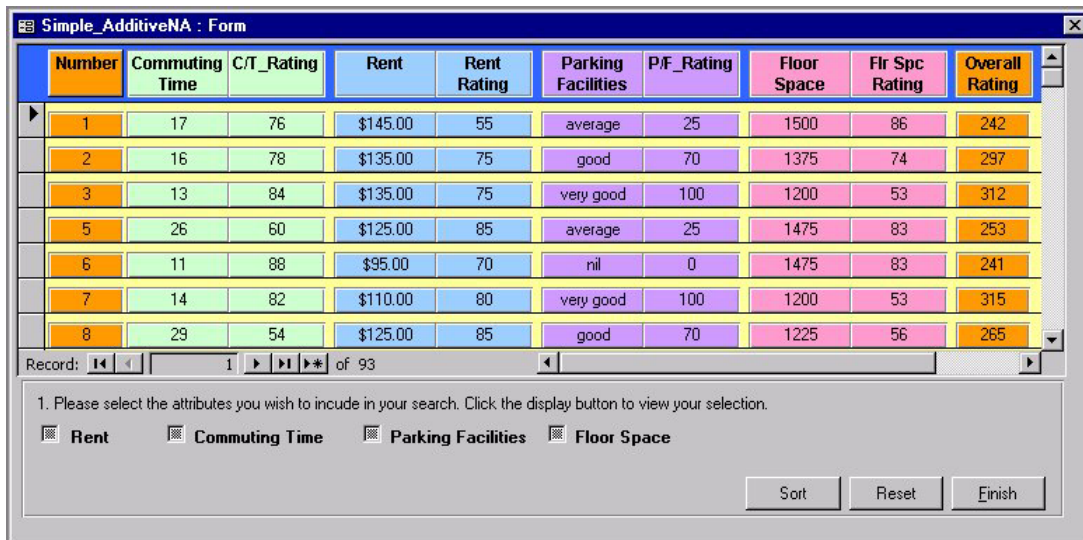 Simple_AdditiveNA : Form
Number Commuting Time C/T_Rating Rent Rent Rating Parking Facilities P/F_Rating Floor Space Flr Spc Rating Overall Rating
1 17 76 $145.00 55 average 25 1500 86 242
2 16 78 $135.00 75 good 70 1375 74 297
3 13 84 $135.00 75 very good 100 1200 53 312
5 26 60 $125.00 85 average 25 1475 83 253
6 11 88 $95.00 70 nil 0 1475 83 241
7 14 82 $110.00 80 very good 100 1200 53 315
8 29 54 $125.00 85 good 70 1225 56 265
Record: 1 of 93
1. Please select the attributes you wish to incude in your search. Click the display button to view your selection.
Rent Commuting Time Parking Facilities Floor Space
Sort Reset Finish